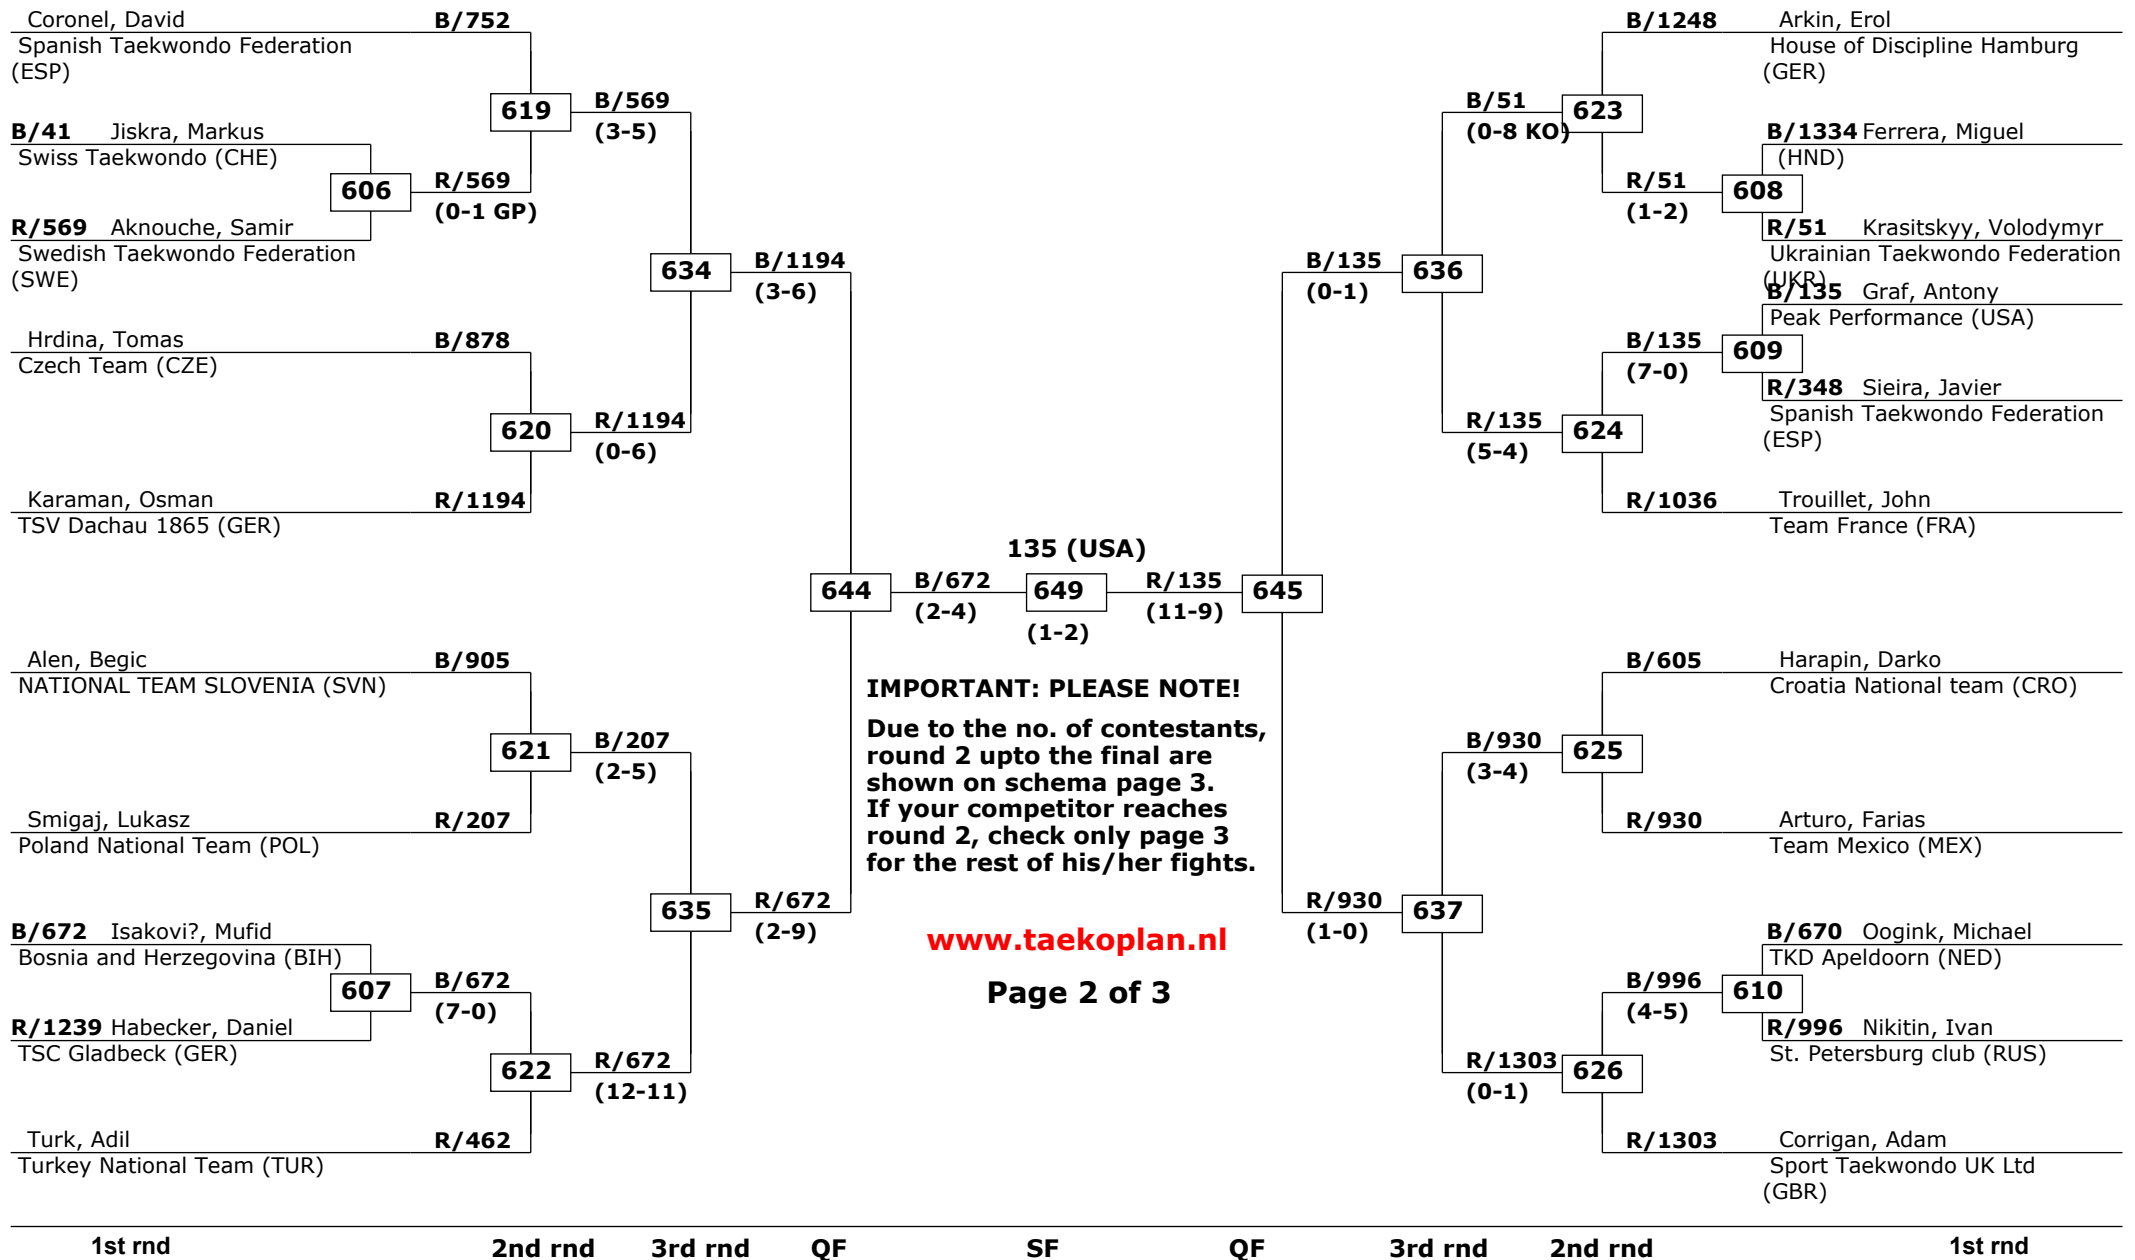 Coronel, David
B/752
Spanish Taekwondo Federation
(ESP)
619
B/569
(3-5)
B/41 Jiskra, Markus
Swiss Taekwondo (CHE)
606
R/569
(0-1 GP)
R/569 Aknouche, Samir
Swedish Taekwondo Federation
(SWE)
634
B/1194
(3-6)
Hrdina, Tomas
B/878
Czech Team (CZE)
620
R/1194
(0-6)
Karaman, Osman
R/1194
TSV Dachau 1865 (GER)
644
B/672
(2-4)
Alen, Begic
B/905
NATIONAL TEAM SLOVENIA (SVN)
621
B/207
(2-5)
Smigaj, Lukasz
R/207
Poland National Team (POL)
635
R/672
(2-9)
B/672 Isakovi?, Mufid
Bosnia and Herzegovina (BIH)
607
B/672
(7-0)
R/1239 Habecker, Daniel
TSC Gladbeck (GER)
622
R/672
(12-11)
Turk, Adil
R/462
Turkey National Team (TUR)
135 (USA)
649
(1-2)
IMPORTANT: PLEASE NOTE!
Due to the no. of contestants,
round 2 upto the final are
shown on schema page 3.
If your competitor reaches
round 2, check only page 3
for the rest of his/her fights.
www.taekoplan.nl
Page 2 of 3
B/1248
Arkin, Erol
House of Discipline Hamburg
(GER)
B/51
(0-8 KO)
623
B/1334 Ferrera, Miguel
(HND)
R/51
(1-2)
608
R/51 Krasitskyy, Volodymyr
Ukrainian Taekwondo Federation
(UKR)
B/135
(0-1)
636
B/135 Graf, Antony
Peak Performance (USA)
B/135
(7-0)
609
R/348 Sieira, Javier
Spanish Taekwondo Federation
(ESP)
R/135
(5-4)
624
R/1036
Trouillet, John
Team France (FRA)
R/135
(11-9)
645
B/605
Harapin, Darko
Croatia National team (CRO)
B/930
(3-4)
625
R/930
Arturo, Farias
Team Mexico (MEX)
R/930
(1-0)
637
B/670 Oogink, Michael
TKD Apeldoorn (NED)
B/996
(4-5)
610
R/996 Nikitin, Ivan
St. Petersburg club (RUS)
R/1303
(0-1)
626
R/1303
Corrigan, Adam
Sport Taekwondo UK Ltd
(GBR)
1st rnd 2nd rnd 3rd rnd QF SF QF 3rd rnd 2nd rnd 1st rnd